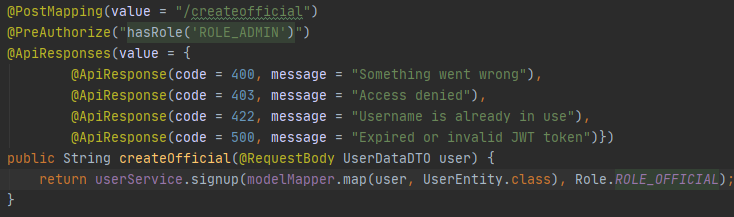 @PostMapping(value = "/createofficial")
@PreAuthorize("hasRole('ROLE_ADMIN')")
@ApiResponses(value = {
        @ApiResponse(code = 400, message = "Something went wrong"),
        @ApiResponse(code = 403, message = "Access denied"),
        @ApiResponse(code = 422, message = "Username is already in use"),
        @ApiResponse(code = 500, message = "Expired or invalid JWT token")})
public String createOfficial(@RequestBody UserDataDTO user) {
    return userService.signup(modelMapper.map(user, UserEntity.class), Role.ROLE_OFFICIAL);
}